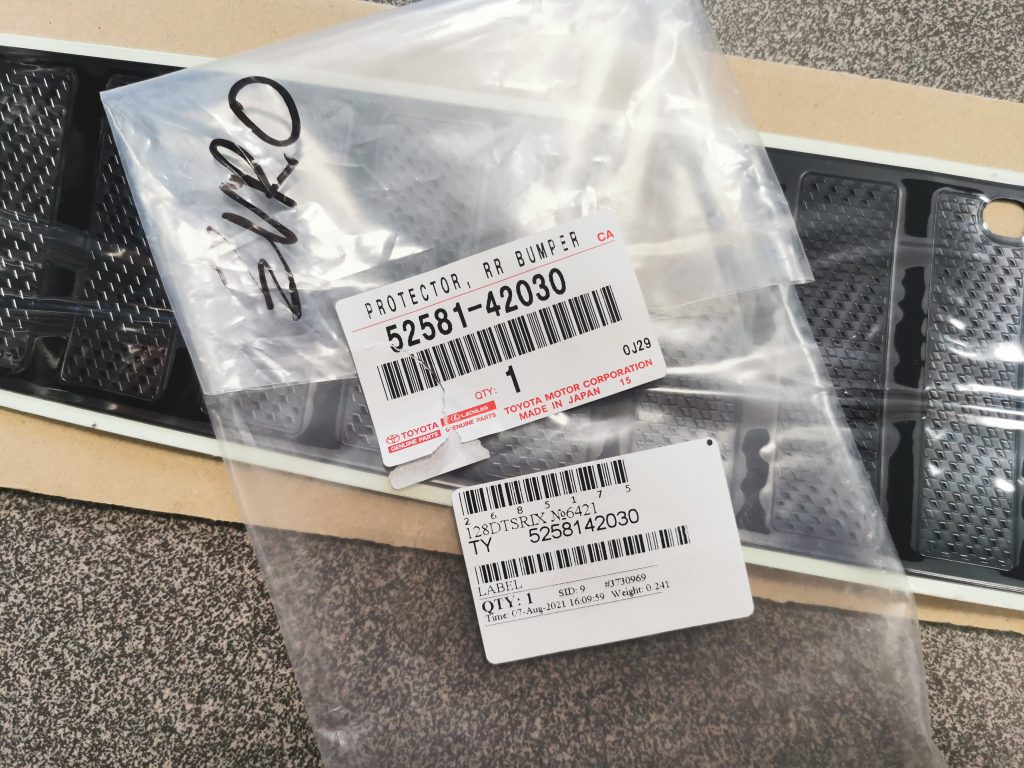 PROTECTOR, RR BUMPER CA
52581-42030
QTY: 1 0J29
TOYOTA LEXUS TOYOTA MOTOR CORPORATION
GENUINE PARTS GENUINE PARTS MADE IN JAPAN 15
2 6 8 5 1 7 5
128DTSRIX №6421
TY 5258142030
LABEL
QTY: 1 SID: 9 #3730969
Time: 07-Aug-2021 16:09:59 Weight: 0.241